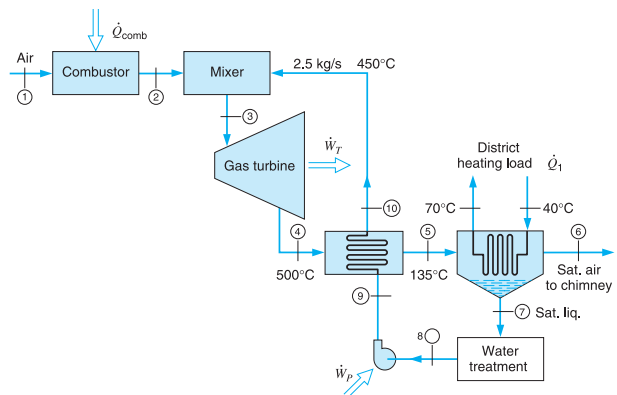 Q̇comb
Air
Combustor
Mixer
2.5 kg/s 450°C
1
2
3
Gas turbine
ẆT
District
heating load
Q̇1
10
70°C
40°C
4
5
6
500°C
135°C
Sat. air
to chimney
9
7 Sat. liq.
8
Water
treatment
ẆP